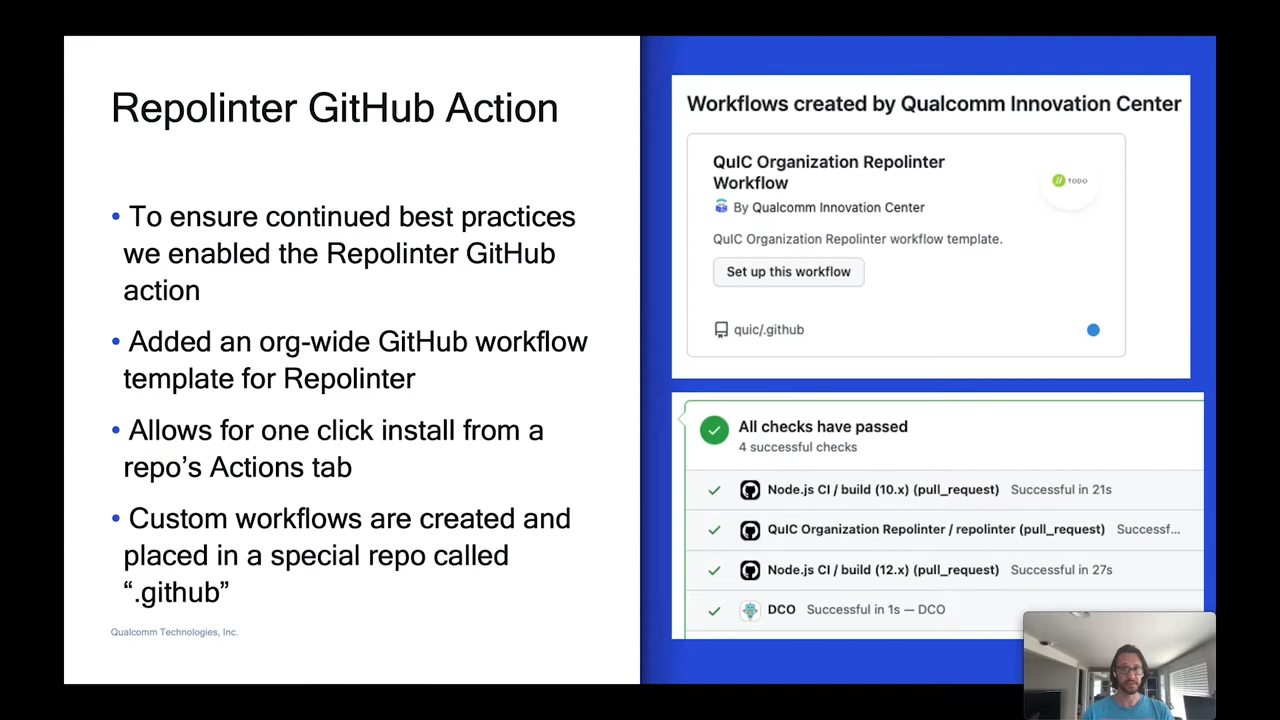 Repolinter GitHub Action
• To ensure continued best practices
we enabled the Repolinter GitHub
action
• Added an org-wide GitHub workflow
template for Repolinter
• Allows for one click install from a
repo’s Actions tab
• Custom workflows are created and
placed in a special repo called
“.github”
Qualcomm Technologies, Inc.
Workflows created by Qualcomm Innovation Center
QuIC Organization Repolinter
Workflow
TODO
By Qualcomm Innovation Center
QuIC Organization Repolinter workflow template.
Set up this workflow
quic/.github
All checks have passed
4 successful checks
Node.js CI / build (10.x) (pull_request) Successful in 21s
QuIC Organization Repolinter / repolinter (pull_request) Successf...
Node.js CI / build (12.x) (pull_request) Successful in 27s
DCO Successful in 1s — DCO